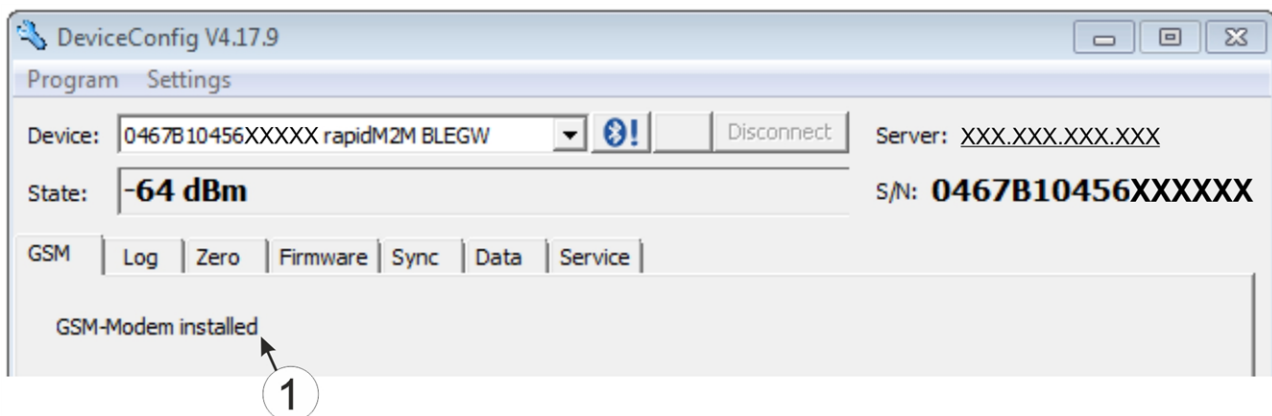 DeviceConfig V4.17.9
Program Settings
Device: 0467B10456XXXXX rapidM2M BLEGW Disconnect Server: XXX.XXX.XXX.XXX
State: -64 dBm S/N: 0467B10456XXXXXX
GSM Log Zero Firmware Sync Data Service
GSM-Modem installed
1